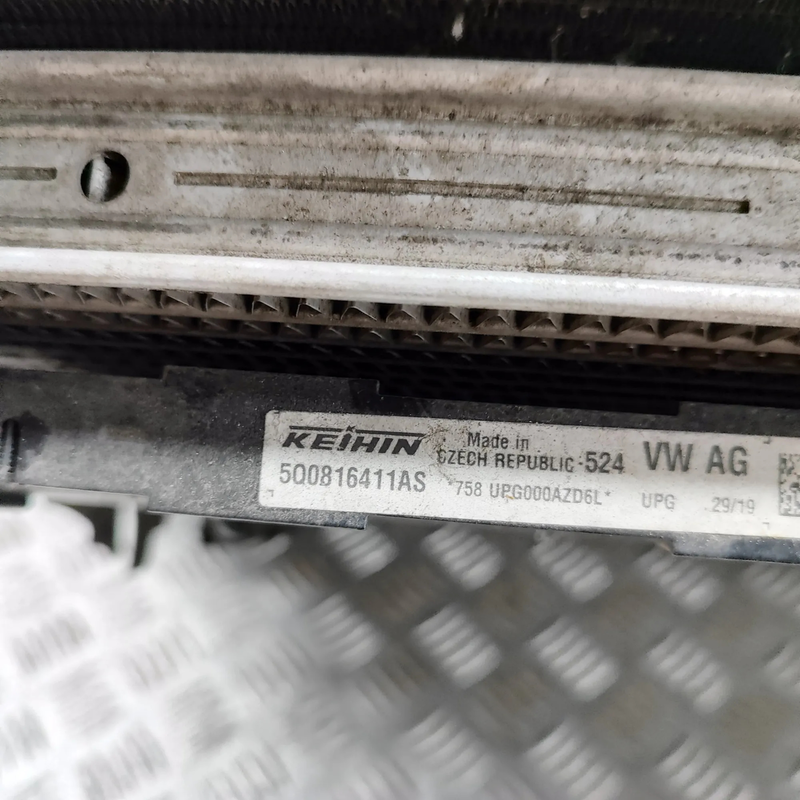 KEIHIN Made in
CZECH REPUBLIC -524 VW AG
5Q0816411AS *758 UPG000AZD6L* UPG 29/19